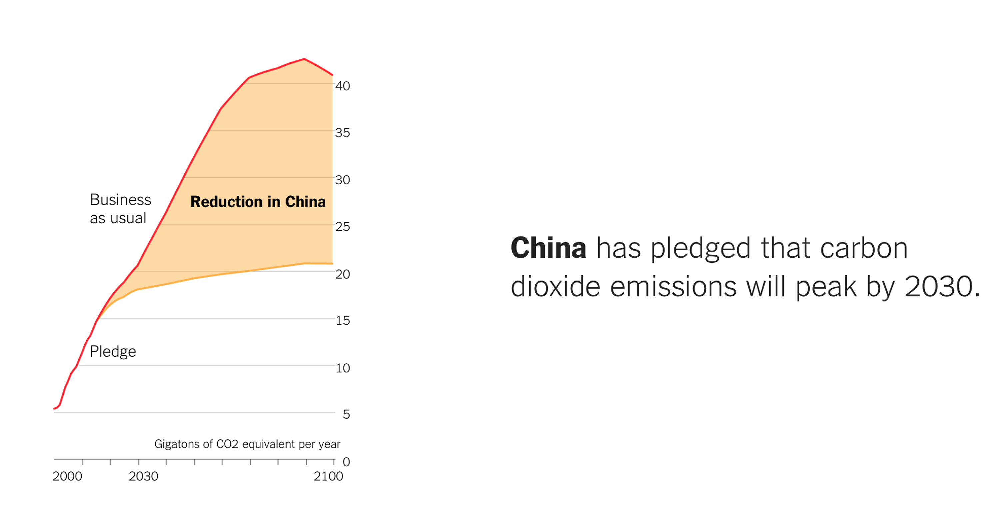 40
35
30
Business
as usual
Reduction in China
25
20
15
Pledge
10
5
Gigatons of CO2 equivalent per year
0
2000 2030 2100
China has pledged that carbon
dioxide emissions will peak by 2030.